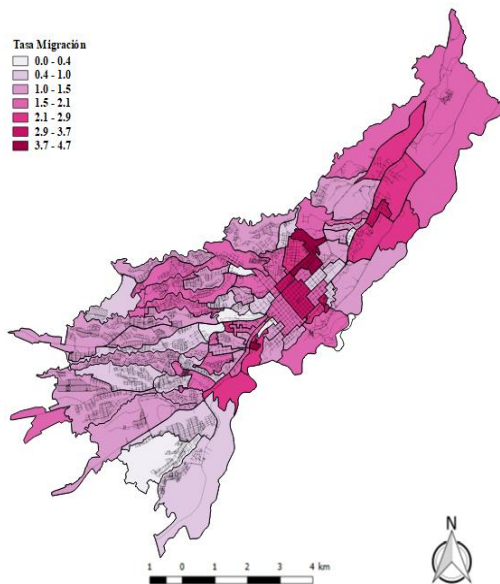 Tasa Migración
0.0 - 0.4
0.4 - 1.0
1.0 - 1.5
1.5 - 2.1
2.1 - 2.9
2.9 - 3.7
3.7 - 4.7
N
1 0 1 2 3 4 km